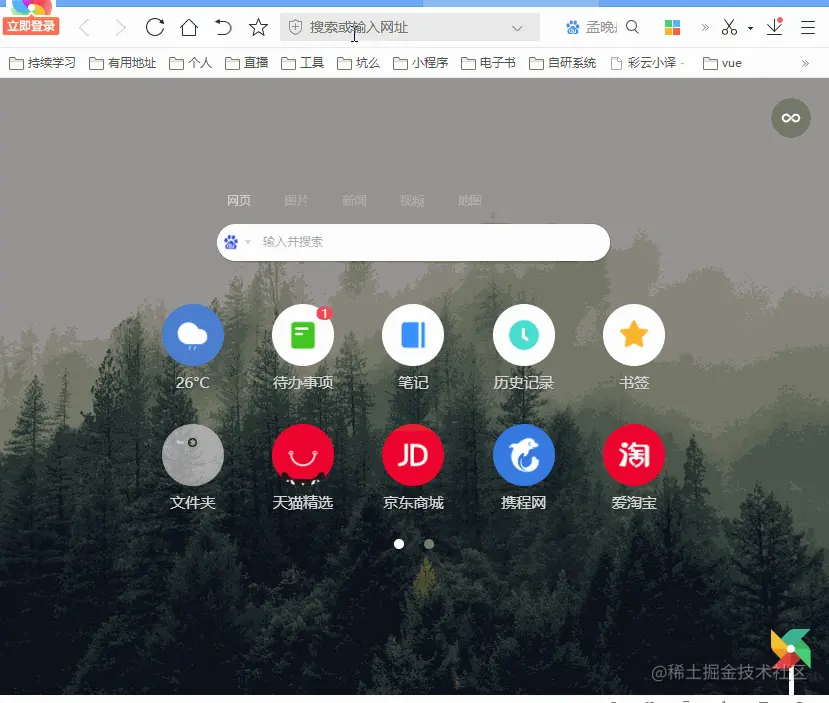 立即登录
搜索或输入网址
孟晚
持续学习 有用地址 个人 直播 工具 坑么 小程序 电子书 自研系统 彩云小译 - vue
网页 图片 新闻 视频 地图
输入并搜索
1
26°C 待办事项 笔记 历史记录 书签
JD 淘
文件夹 天猫精选 京东商城 携程网 爱淘宝
@稀土掘金技术社区